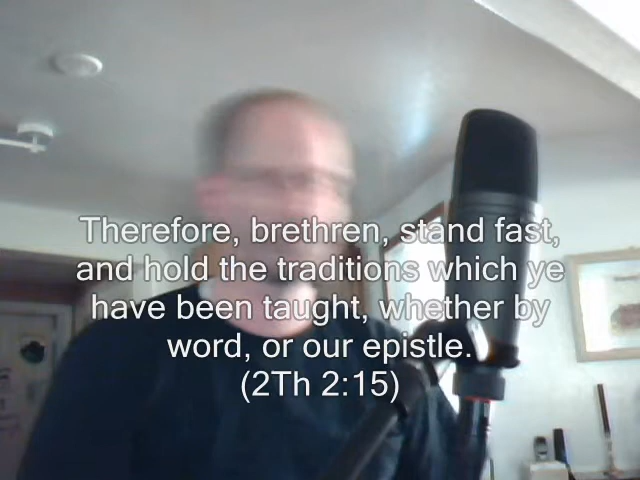 Therefore, brethren, stand fast,
and hold the traditions which ye
have been taught, whether by
word, or our epistle.
(2Th 2:15)